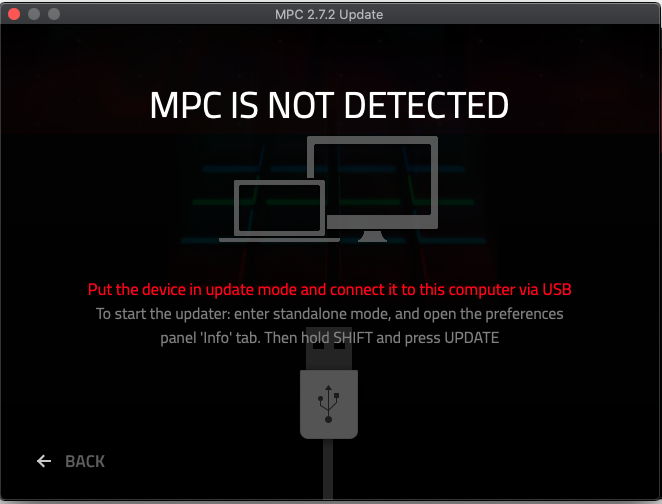 MPC 2.7.2 Update
MPC IS NOT DETECTED
Put the device in update mode and connect it to this computer via USB
To start the updater: enter standalone mode, and open the preferences
panel 'Info' tab. Then hold SHIFT and press UPDATE
BACK